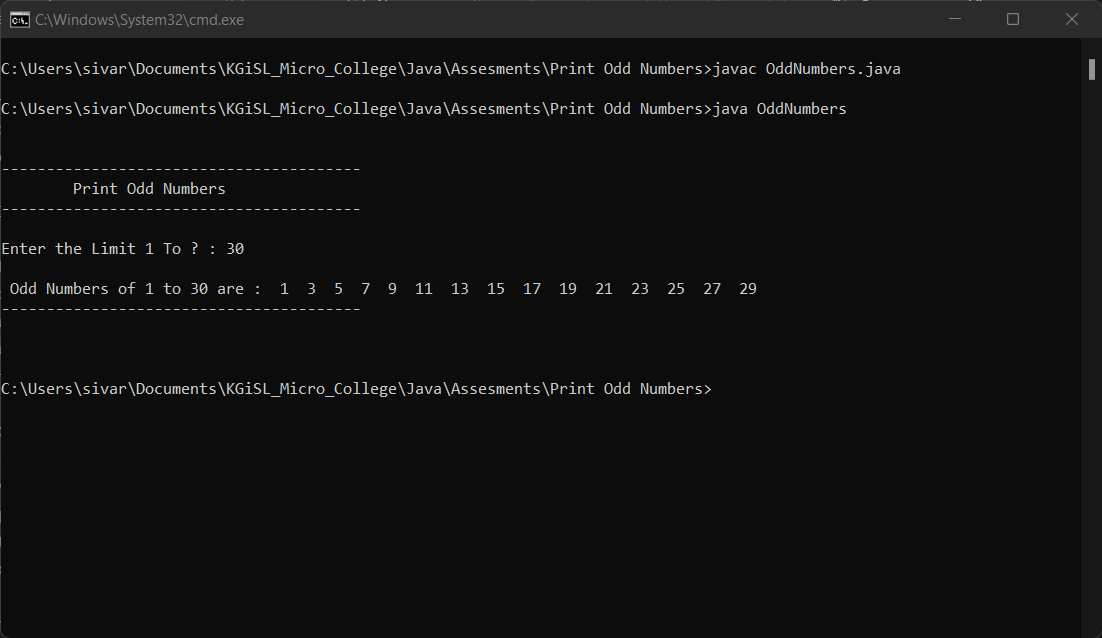 C:\Windows\System32\cmd.exe
C:\Users\sivar\Documents\KGiSL_Micro_College\Java\Assesments\Print Odd Numbers>javac OddNumbers.java
C:\Users\sivar\Documents\KGiSL_Micro_College\Java\Assesments\Print Odd Numbers>java OddNumbers
----------------------------------------
Print Odd Numbers
----------------------------------------
Enter the Limit 1 To ? : 30
Odd Numbers of 1 to 30 are :  1  3  5  7  9  11  13  15  17  19  21  23  25  27  29
----------------------------------------
C:\Users\sivar\Documents\KGiSL_Micro_College\Java\Assesments\Print Odd Numbers>